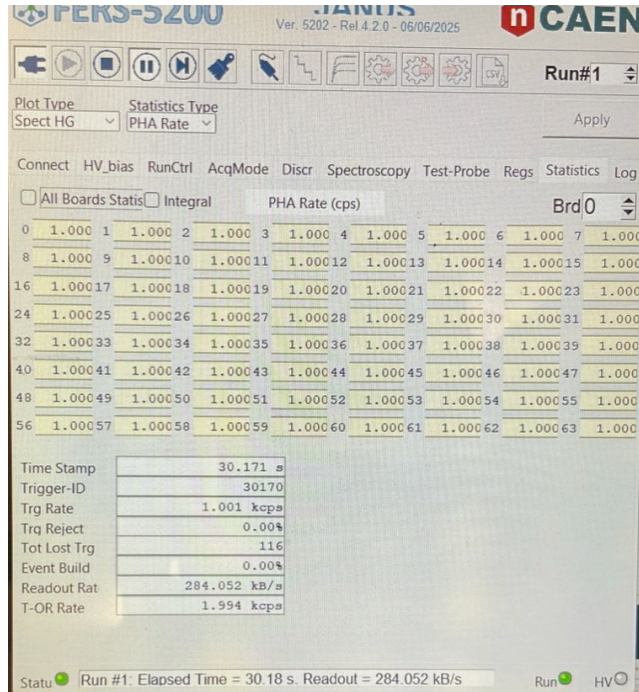 FERS-5200 JANUS
Ver. 5202 - Rel.4.2.0 - 06/06/2025 n CAEN
CSV Run# 1
Plot Type Statistics Type
Spect HG PHA Rate Apply
Connect HV_bias RunCtrl AcqMode Discr Spectroscopy Test-Probe Regs Statistics Log
All Boards Statis Integral PHA Rate (cps) Brd 0
0 1.000 1 1.000 2 1.000 3 1.000 4 1.000 5 1.000 6 1.000 7 1.000
8 1.000 9 1.000 10 1.000 11 1.000 12 1.000 13 1.000 14 1.000 15 1.000
16 1.000 17 1.000 18 1.000 19 1.000 20 1.000 21 1.000 22 1.000 23 1.000
24 1.000 25 1.000 26 1.000 27 1.000 28 1.000 29 1.000 30 1.000 31 1.000
32 1.000 33 1.000 34 1.000 35 1.000 36 1.000 37 1.000 38 1.000 39 1.000
40 1.000 41 1.000 42 1.000 43 1.000 44 1.000 45 1.000 46 1.000 47 1.000
48 1.000 49 1.000 50 1.000 51 1.000 52 1.000 53 1.000 54 1.000 55 1.000
56 1.000 57 1.000 58 1.000 59 1.000 60 1.000 61 1.000 62 1.000 63 1.000
Time Stamp 30.171 s
Trigger-ID 30170
Trg Rate 1.001 kcps
Trg Reject 0.00%
Tot Lost Trg 116
Event Build 0.00%
Readout Rat 284.052 kB/s
T-OR Rate 1.994 kcps
Statu Run #1: Elapsed Time = 30.18 s. Readout = 284.052 kB/s Run HV